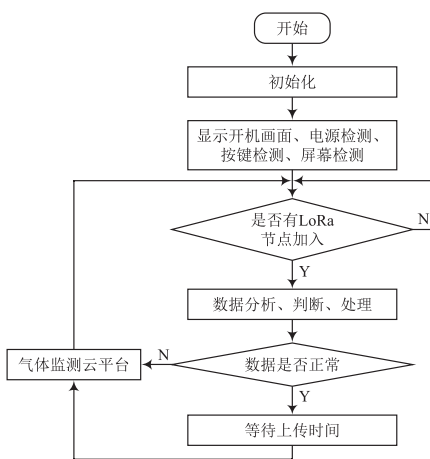 开始
初始化
显示开机画面、电源检测、
按键检测、屏幕检测
是否有LoRa
节点加入
N
Y
数据分析、判断、处理
气体监测云平台
N
数据是否正常
Y
等待上传时间